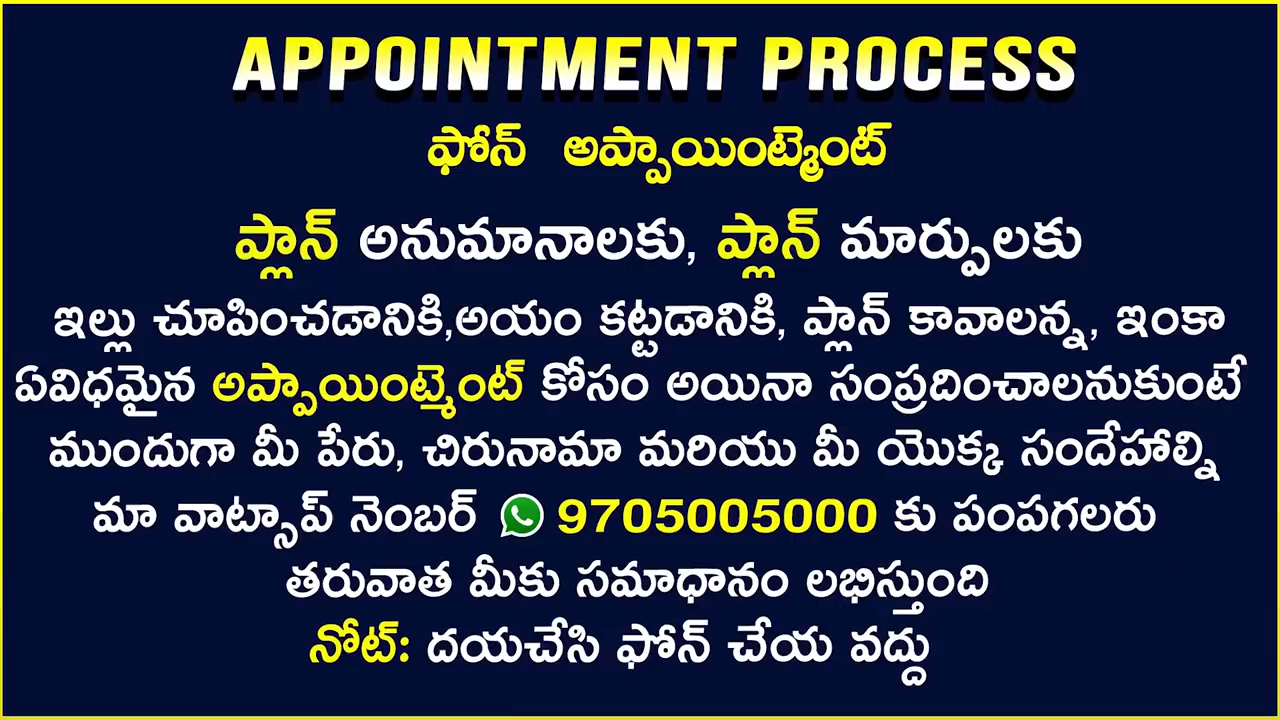 APPOINTMENT PROCESS
ఫోన్ అప్పాయింట్మెంట్
ప్లాన్ అనుమానాలకు, ప్లాన్ మార్పులకు
ఇల్లు చూపించడానికి,అయం కట్టడానికి, ప్లాన్ కావాలన్న, ఇంకా
ఏవిధమైన అప్పాయింట్మెంట్ కోసం అయినా సంప్రదించాలనుకుంటే
ముందుగా మీ పేరు, చిరునామా మరియు మీ యొక్క సందేహాల్ని
మా వాట్సాప్ నెంబర్ 9705005000 కు పంపగలరు
తరువాత మీకు సమాధానం లభిస్తుంది
నోట్: దయచేసి ఫోన్ చేయ వద్దు